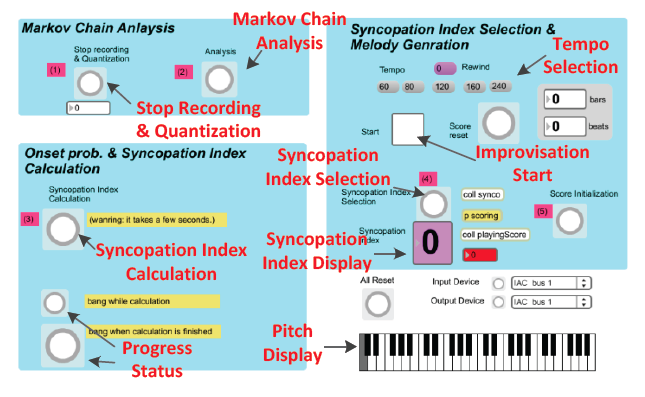 Markov Chain Anlaysis
Stop recording
& Quantization
(1)
0
Analysis
(2)
Markov Chain
Analysis
Stop Recording
& Quantization
Onset prob. & Syncopation Index
Calculation
Syncopation Index
Calculation
(3)
(wanring: it takes a few seconds.)
Syncopation Index
Calculation
bang while calculation
bang when calculation is finished
Progress
Status
Syncopation Index Selection &
Melody Genration
Tempo
0
Rewind
60
80
120
160
240
Tempo
Selection
Start
Score
reset
0
bars
0
beats
Improvisation
Start
Syncopation
Index Selection
(4)
Syncopation Index
Selection
coll synco
p scoring
coll playingScore
0
Syncopation
Index
0
Syncopation
Index Display
Score Initialization
(5)
All Reset
Input Device
IAC bus 1
Output Device
IAC bus 1
Pitch
Display